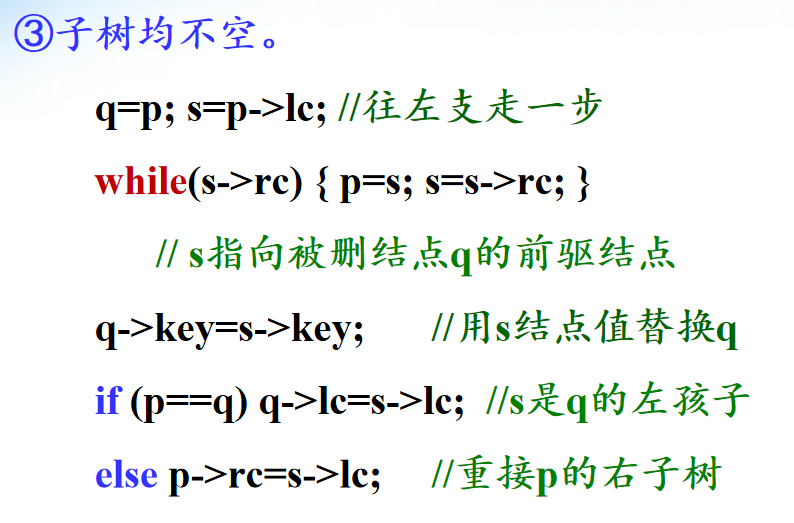 ③子树均不空。
q=p; s=p->lc; //往左支走一步
while(s->rc) { p=s; s=s->rc; }
// s指向被删结点q的前驱结点
q->key=s->key; //用s结点值替换q
if (p==q) q->lc=s->lc; //s是q的左孩子
else p->rc=s->lc; //重接p的右子树